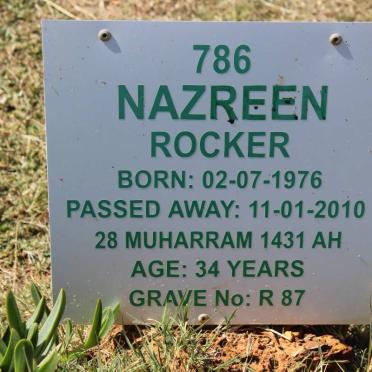 786
NAZREEN
ROCKER
BORN: 02-07-1976
PASSED AWAY: 11-01-2010
28 MUHARRAM 1431 AH
AGE: 34 YEARS
GRAVE No: R 87